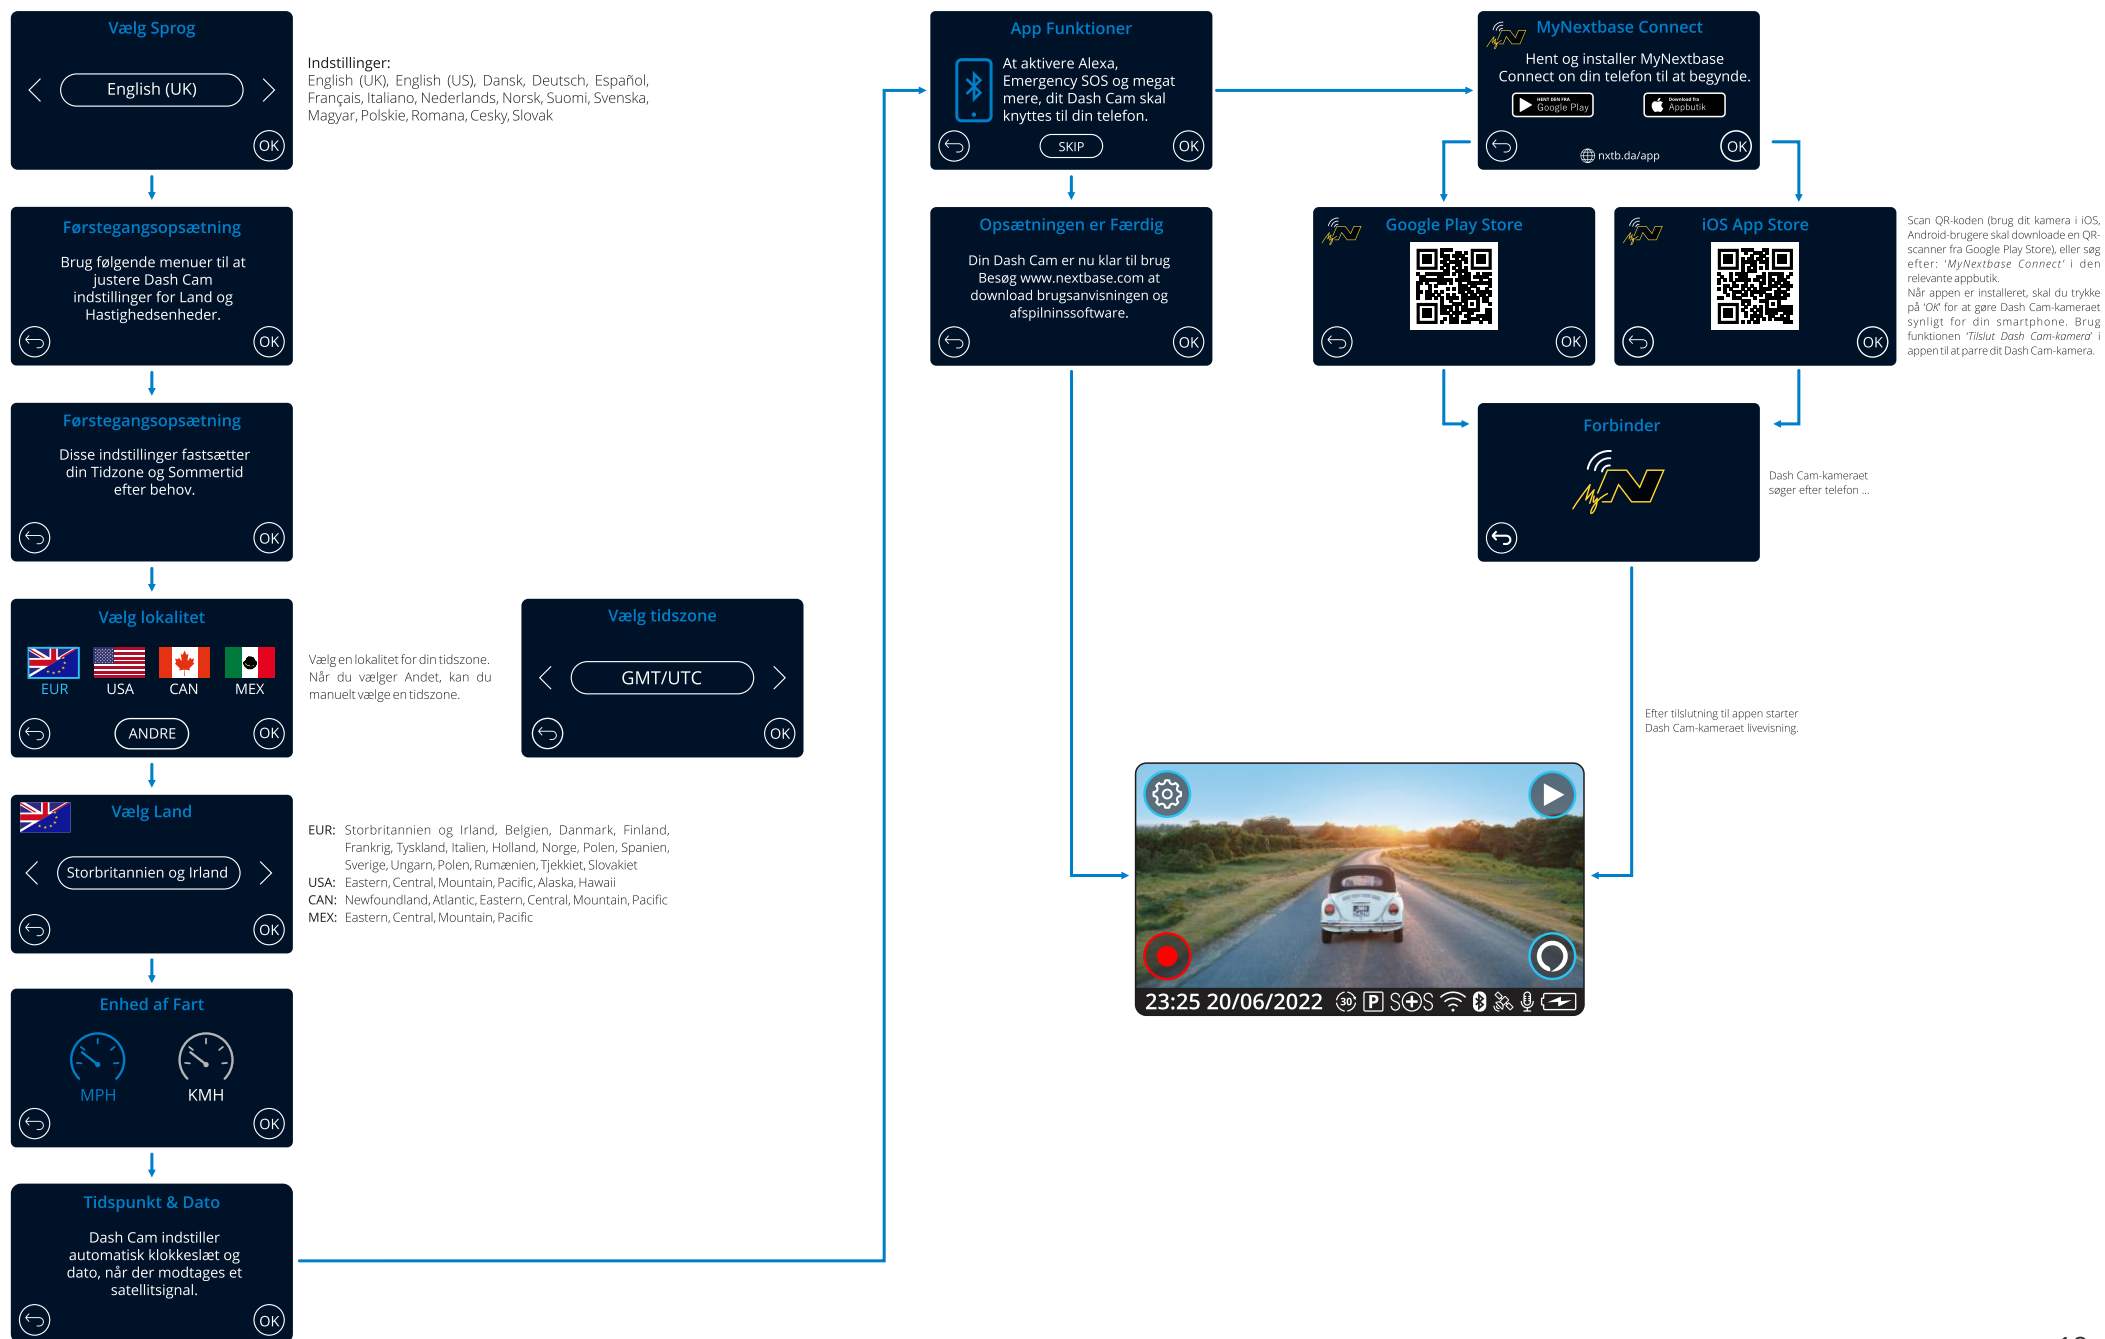 Vælg Sprog
English (UK)
OK
Indstillinger:
English (UK), English (US), Dansk, Deutsch, Español,
Français, Italiano, Nederlands, Norsk, Suomi, Svenska,
Magyar, Polskie, Romana, Cesky, Slovak
Førstegangsopsætning
Brug følgende menuer til at
justere Dash Cam
indstillinger for Land og
Hastighedsenheder.
OK
Førstegangsopsætning
Disse indstillinger fastsætter
din Tidzone og Sommertid
efter behov.
OK
Vælg lokalitet
EUR USA CAN MEX
ANDRE
OK
Vælg en lokalitet for din tidszone.
Når du vælger Andet, kan du
manuelt vælge en tidszone.
Vælg tidszone
GMT/UTC
OK
Vælg Land
Storbritannien og Irland
OK
EUR: Storbritannien og Irland, Belgien, Danmark, Finland,
Frankrig, Tyskland, Italien, Holland, Norge, Polen, Spanien,
Sverige, Ungarn, Polen, Rumænien, Tjekkiet, Slovakiet
USA: Eastern, Central, Mountain, Pacific, Alaska, Hawaii
CAN: Newfoundland, Atlantic, Eastern, Central, Mountain, Pacific
MEX: Eastern, Central, Mountain, Pacific
Enhed af Fart
MPH KMH
OK
Tidspunkt & Dato
Dash Cam indstiller
automatisk klokkeslæt og
dato, når der modtages et
satellitsignal.
OK
App Funktioner
At aktivere Alexa,
Emergency SOS og megat
mere, dit Dash Cam skal
knyttes til din telefon.
SKIP
OK
Opsætningen er Færdig
Din Dash Cam er nu klar til brug
Besøg www.nextbase.com at
download brugsanvisningen og
afspilninssoftware.
OK
My N
MyNextbase Connect
Hent og installer MyNextbase
Connect on din telefon til at begynde.
HENT DEN FRA
Google Play
Download fra
Appbutik
nxtb.da/app
OK
My N
Google Play Store
OK
My N
iOS App Store
OK
Scan QR-koden (brug dit kamera i iOS,
Android-brugere skal downloade en QR-
scanner fra Google Play Store), eller søg
efter: 'MyNextbase Connect' i den
relevante appbutik.
Når appen er installeret, skal du trykke
på 'OK' for at gøre Dash Cam-kameraet
synligt for din smartphone. Brug
funktionen 'Tilslut Dash Cam-kamera' i
appen til at parre dit Dash Cam-kamera.
Forbinder
My N
Dash Cam-kameraet
søger efter telefon ...
Efter tilslutning til appen starter
Dash Cam-kameraet livevisning.
23:25 20/06/2022 30 P SOS